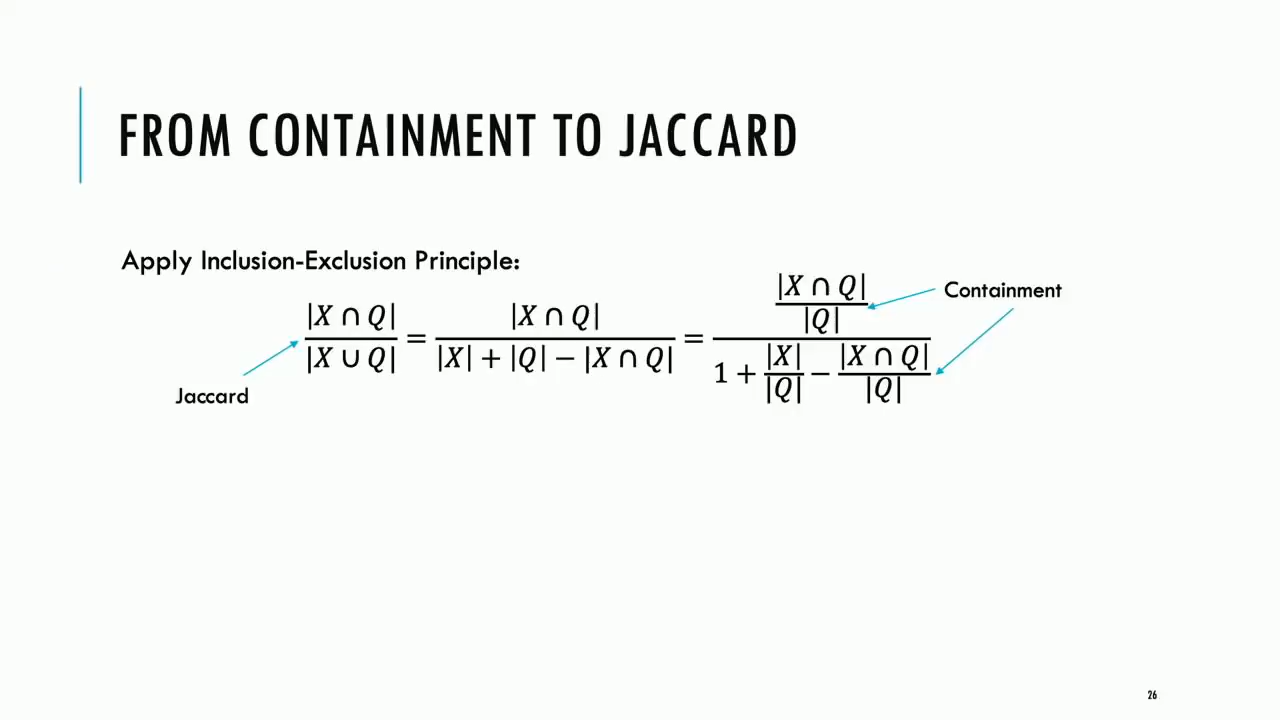 FROM CONTAINMENT TO JACCARD
Apply Inclusion-Exclusion Principle:
|X ∩ Q| / |X ∪ Q| = |X ∩ Q| / (|X| + |Q| − |X ∩ Q|) = (|X ∩ Q| / |Q|) / (1 + |X| / |Q| − |X ∩ Q| / |Q|)
Containment
Jaccard
26